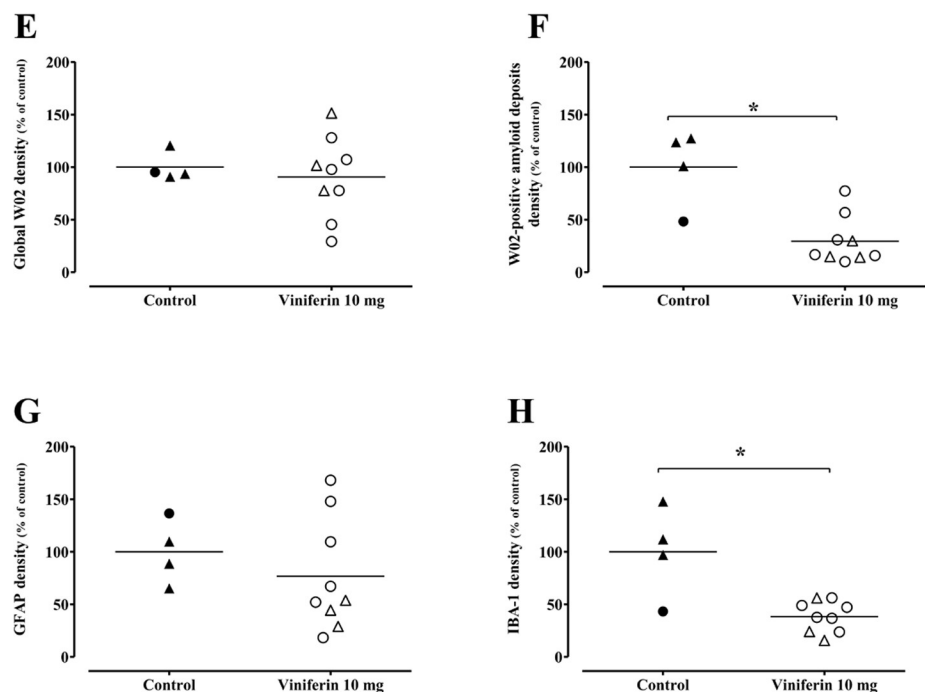 E
Global W02 density (% of control)
200
150
100
50
0
Control
Viniferin 10 mg
F
W02-positive amyloid deposits
density (% of control)
200
150
100
50
0
*
Control
Viniferin 10 mg
G
GFAP density (% of control)
200
150
100
50
0
Control
Viniferin 10 mg
H
IBA-1 density (% of control)
200
150
100
50
0
*
Control
Viniferin 10 mg